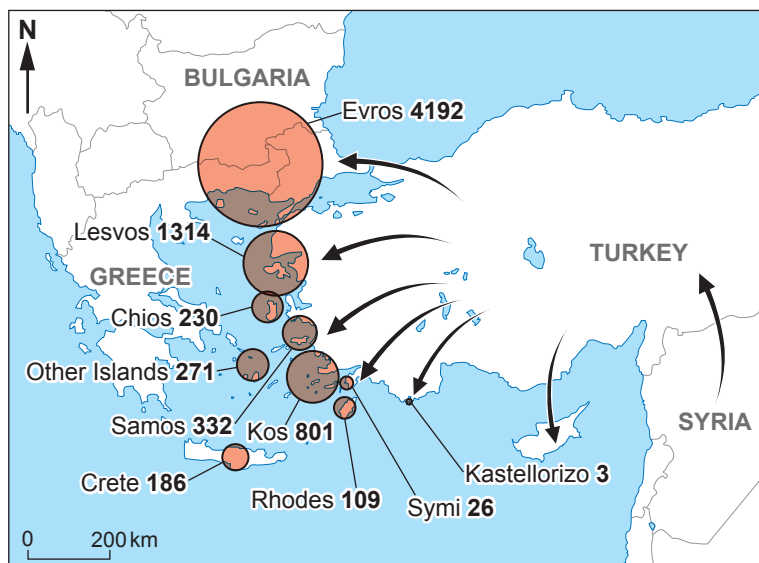 N
BULGARIA
Evros 4192
Lesvos 1314
GREECE
TURKEY
Chios 230
Other Islands 271
Samos 332
Kos 801
SYRIA
Crete 186
Rhodes 109
Symi 26
Kastellorizo 3
0 200 km